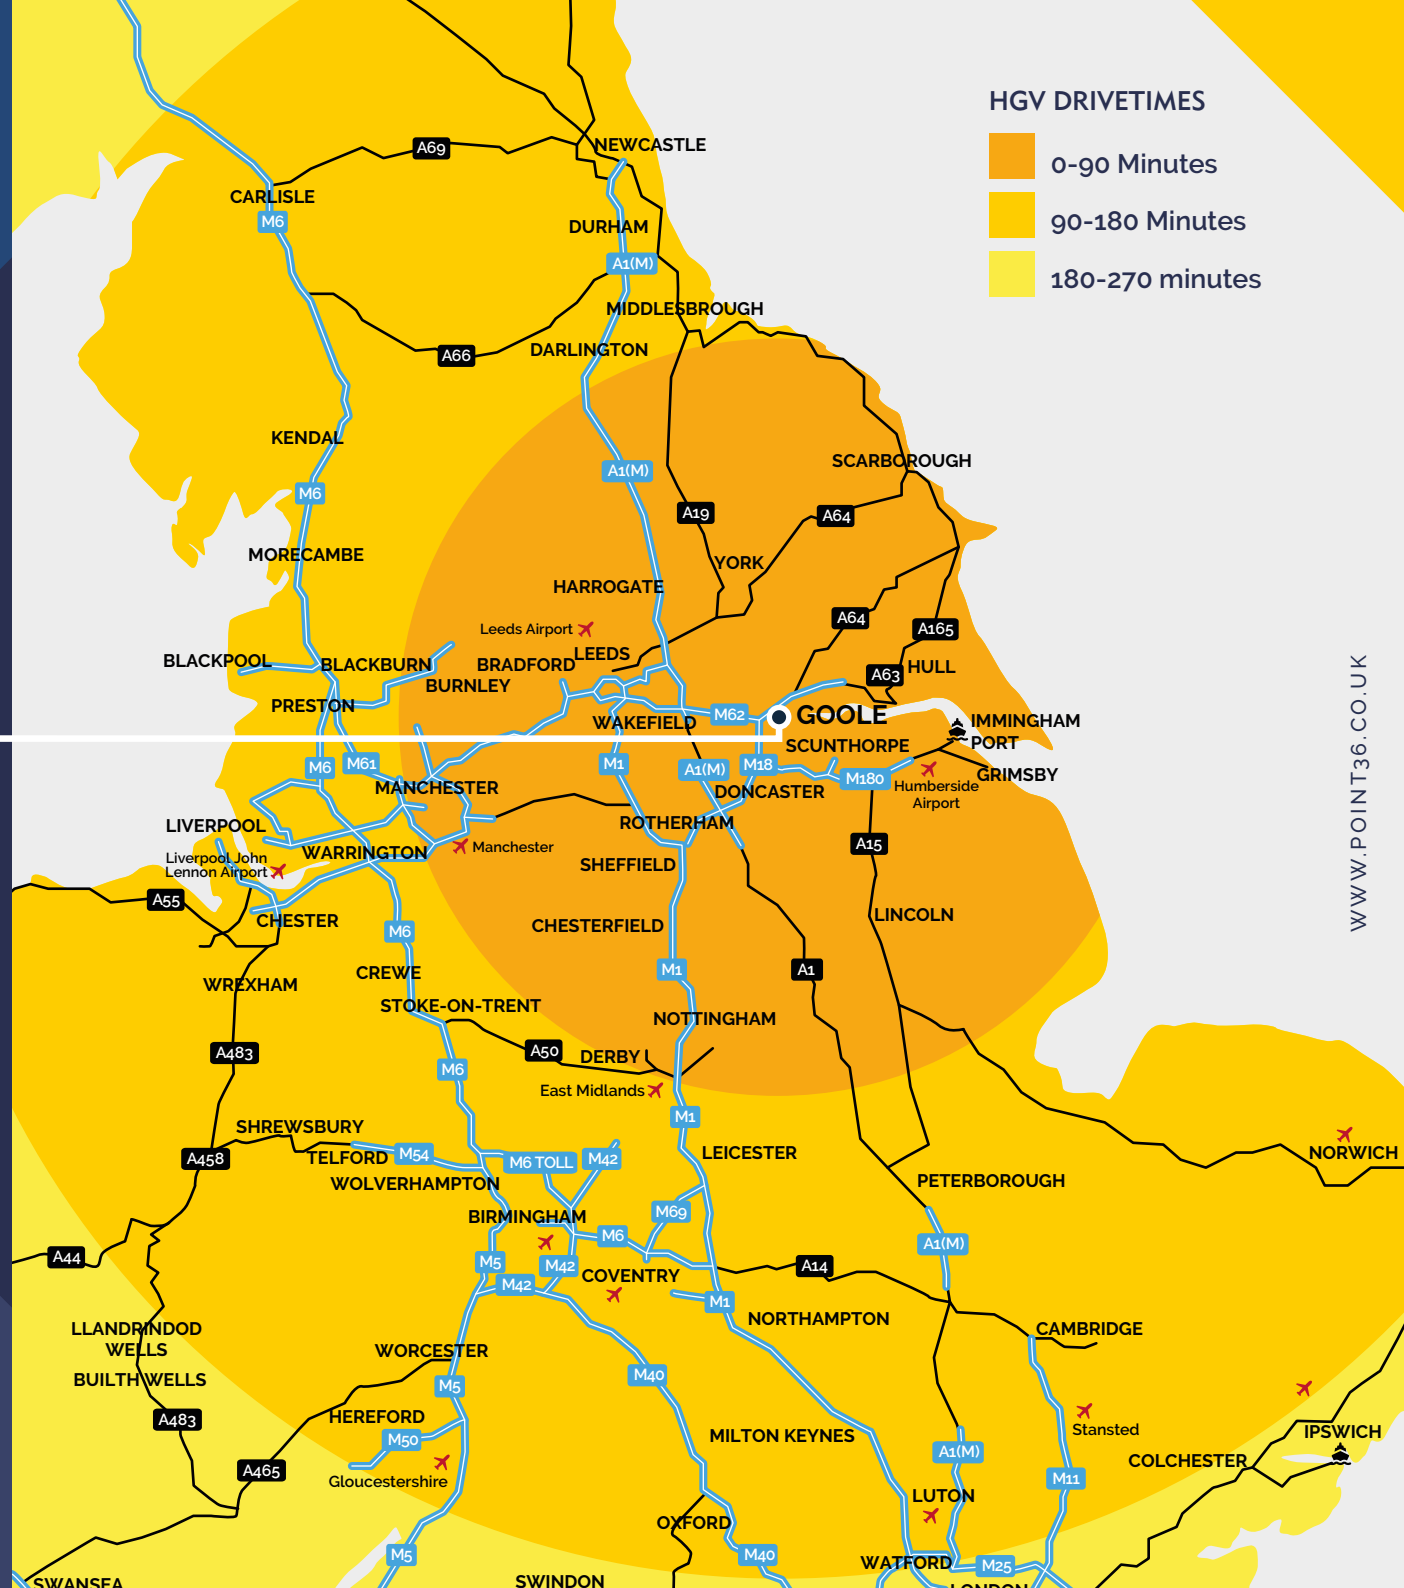 HGV DRIVETIMES
0-90 Minutes
90-180 Minutes
180-270 minutes
NEWCASTLE
A69
CARLISLE
M6
DURHAM
A1(M)
MIDDLESBROUGH
DARLINGTON
A66
KENDAL
SCARBOROUGH
A1(M)
M6
A19
A64
MORECAMBE
YORK
HARROGATE
A64
Leeds Airport
A165
LEEDS
BLACKPOOL
BLACKBURN
BRADFORD
HULL
A63
BURNLEY
PRESTON
M62
GOOLE
WAKEFIELD
IMMINGHAM
PORT
SCUNTHORPE
M6
M61
M1
A1(M)
M18
M180
GRIMSBY
MANCHESTER
DONCASTER
Humberside
Airport
LIVERPOOL
ROTHERHAM
A15
WARRINGTON
Manchester
Liverpool John
Lennon Airport
SHEFFIELD
A55
CHESTER
LINCOLN
CHESTERFIELD
M6
CREWE
M1
A1
WREXHAM
STOKE-ON-TRENT
NOTTINGHAM
A483
A50
DERBY
M6
East Midlands
M1
SHREWSBURY
NORWICH
A458
TELFORD
M54
M6 TOLL
M42
LEICESTER
WOLVERHAMPTON
PETERBOROUGH
BIRMINGHAM
M69
M6
A1(M)
A44
M5
M42
A14
COVENTRY
M42
M1
NORTHAMPTON
LLANDRINDOD
WELLS
CAMBRIDGE
WORCESTER
BUILTH WELLS
M5
M40
A483
HEREFORD
Stansted
M50
MILTON KEYNES
IPSWICH
A1(M)
COLCHESTER
A465
Gloucestershire
M11
LUTON
OXFORD
M5
M40
WATFORD
M25
SWANSEA
SWINDON
LONDON
WWW.POINT36.CO.UK